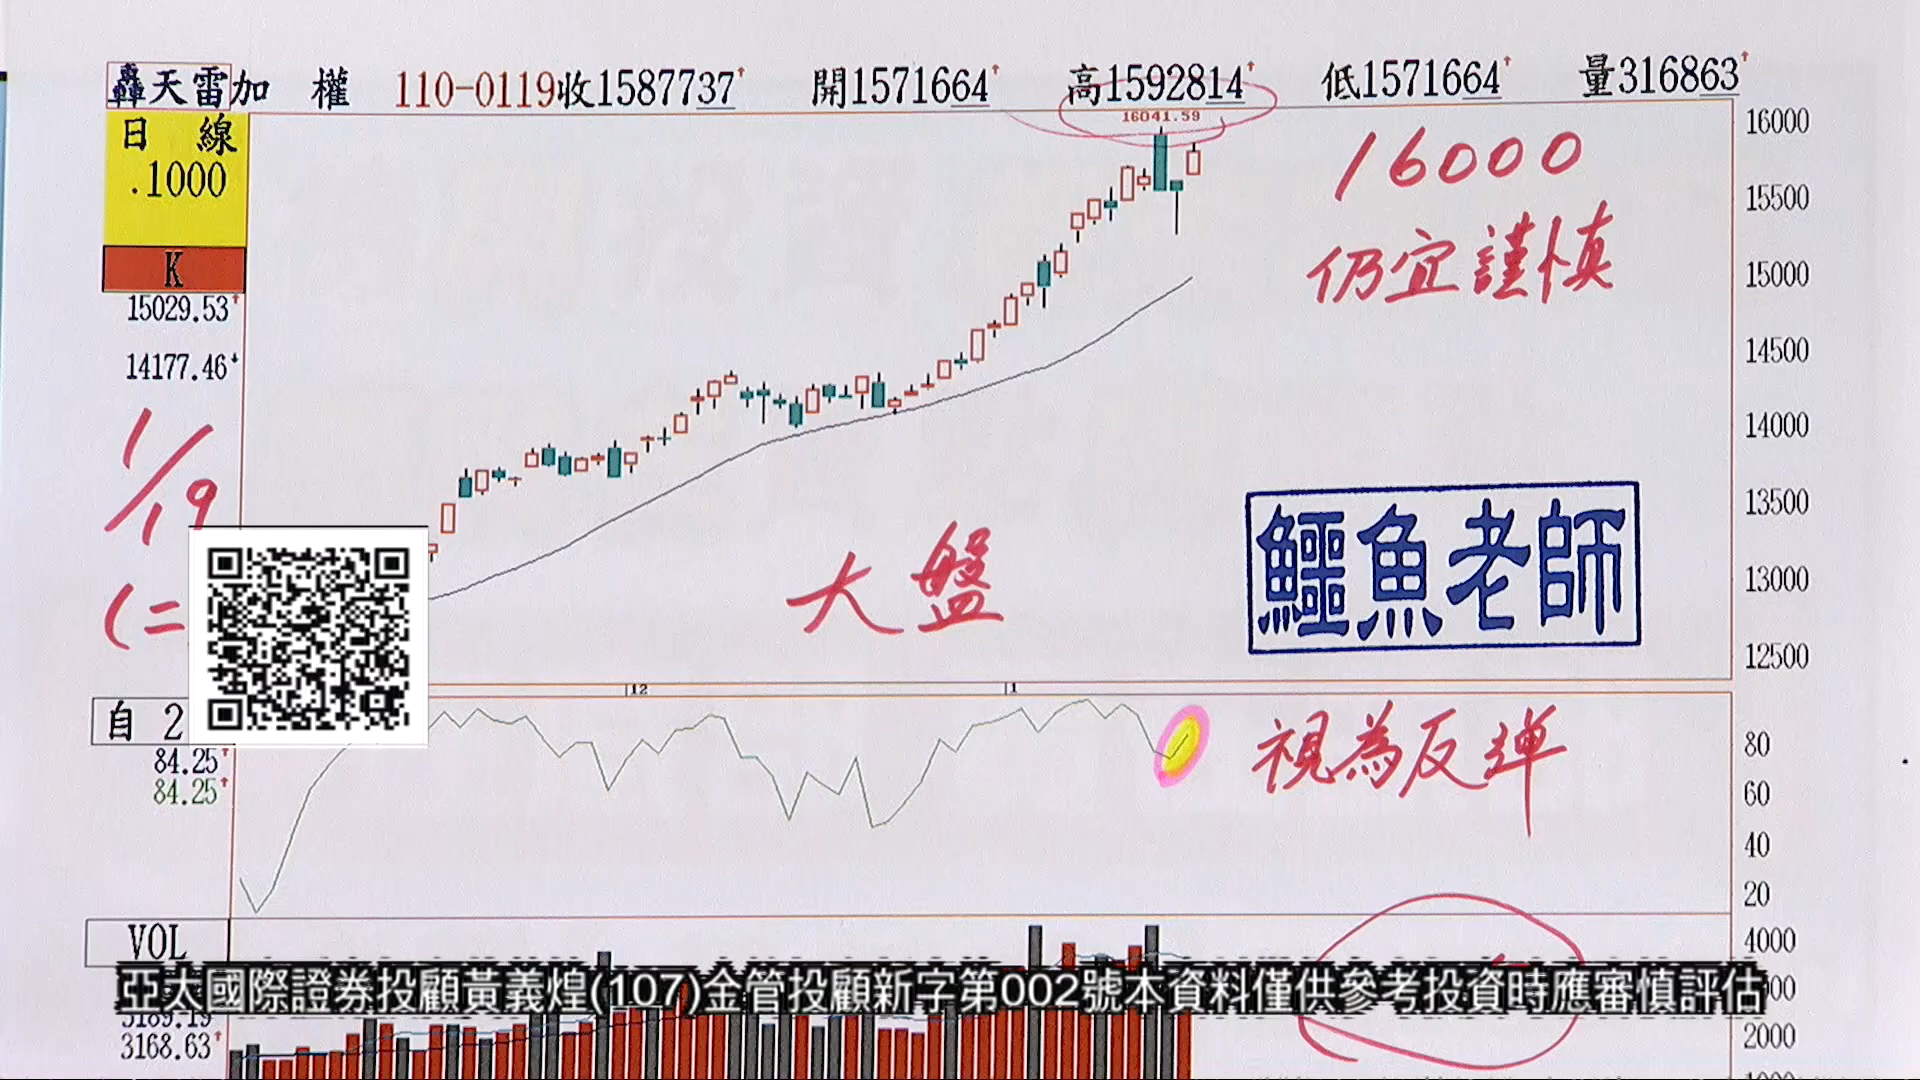 轟天雷加 權 110-0119收1587737↑ 開1571664↑ 高1592814↑ 低1571664↑ 量316863↑
日 線
.1000
K
15029.53↑
14177.46↓
1/19
(二
16041.59
16000
仍宜謹慎
大盤
鱷魚老師
16000
15500
15000
14500
14000
13500
13000
12500
12
1
自 2
84.25↑
84.25↑
視為反彈
80
60
40
20
VOL
3168.63↑
4000
2000
亞太國際證券投顧黃義煌(107)金管投顧新字第002號本資料僅供參考投資時應審慎評估